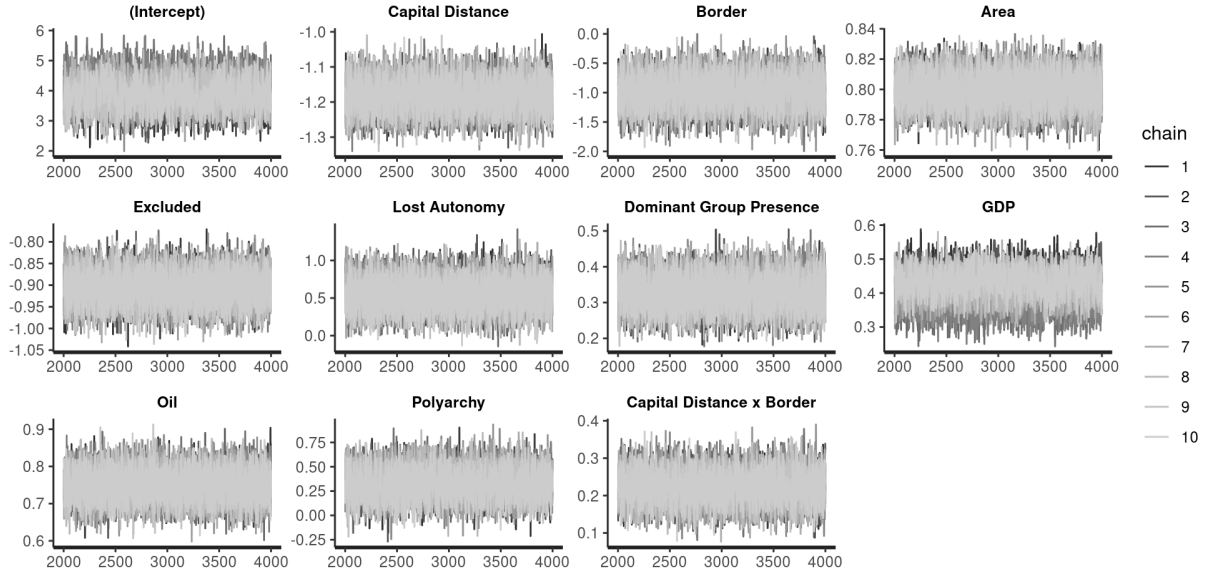 (Intercept)
6
5
4
3
2
2000 2500 3000 3500 4000
Capital Distance
-1.0
-1.1
-1.2
-1.3
2000 2500 3000 3500 4000
Border
0.0
-0.5
-1.0
-1.5
-2.0
2000 2500 3000 3500 4000
Area
0.84
0.82
0.80
0.78
0.76
2000 2500 3000 3500 4000
Excluded
-0.80
-0.85
-0.90
-0.95
-1.00
-1.05
2000 2500 3000 3500 4000
Lost Autonomy
1.0
0.5
0.0
2000 2500 3000 3500 4000
Dominant Group Presence
0.5
0.4
0.3
0.2
2000 2500 3000 3500 4000
GDP
0.6
0.5
0.4
0.3
2000 2500 3000 3500 4000
Oil
0.9
0.8
0.7
0.6
2000 2500 3000 3500 4000
Polyarchy
0.75
0.50
0.25
0.00
-0.25
2000 2500 3000 3500 4000
Capital Distance x Border
0.4
0.3
0.2
0.1
2000 2500 3000 3500 4000
chain
1
2
3
4
5
6
7
8
9
10